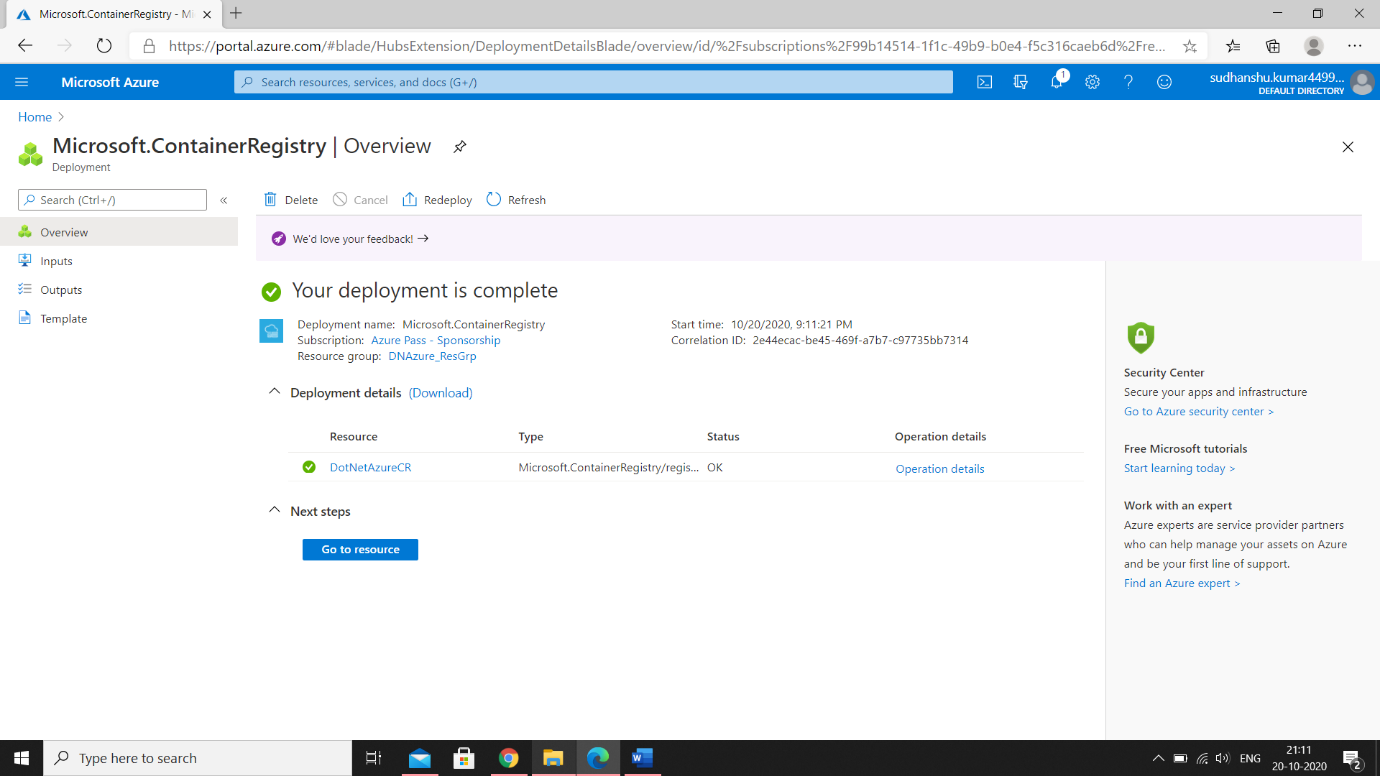 Microsoft.ContainerRegistry - Mi
https://portal.azure.com/#blade/HubsExtension/DeploymentDetailsBlade/overview/id/%2Fsubscriptions%2F99b14514-1f1c-49b9-b0e4-f5c316caeb6d%2Fre...
Microsoft Azure
Search resources, services, and docs (G+/)
1
sudhanshu.kumar4499...
DEFAULT DIRECTORY
Home
Microsoft.ContainerRegistry | Overview
Deployment
Search (Ctrl+/)
Delete Cancel Redeploy Refresh
Overview
Inputs
Outputs
Template
We'd love your feedback!
Your deployment is complete
Deployment name: Microsoft.ContainerRegistry
Subscription: Azure Pass - Sponsorship
Resource group: DNAzure_ResGrp
Start time: 10/20/2020, 9:11:21 PM
Correlation ID: 2e44ecac-be45-469f-a7b7-c97735bb7314
Deployment details (Download)
Resource Type Status Operation details
DotNetAzureCR Microsoft.ContainerRegistry/regis... OK Operation details
Next steps
Go to resource
Security Center
Secure your apps and infrastructure
Go to Azure security center >
Free Microsoft tutorials
Start learning today >
Work with an expert
Azure experts are service provider partners
who can help manage your assets on Azure
and be your first line of support.
Find an Azure expert >
Type here to search
ENG
21:11
20-10-2020
2